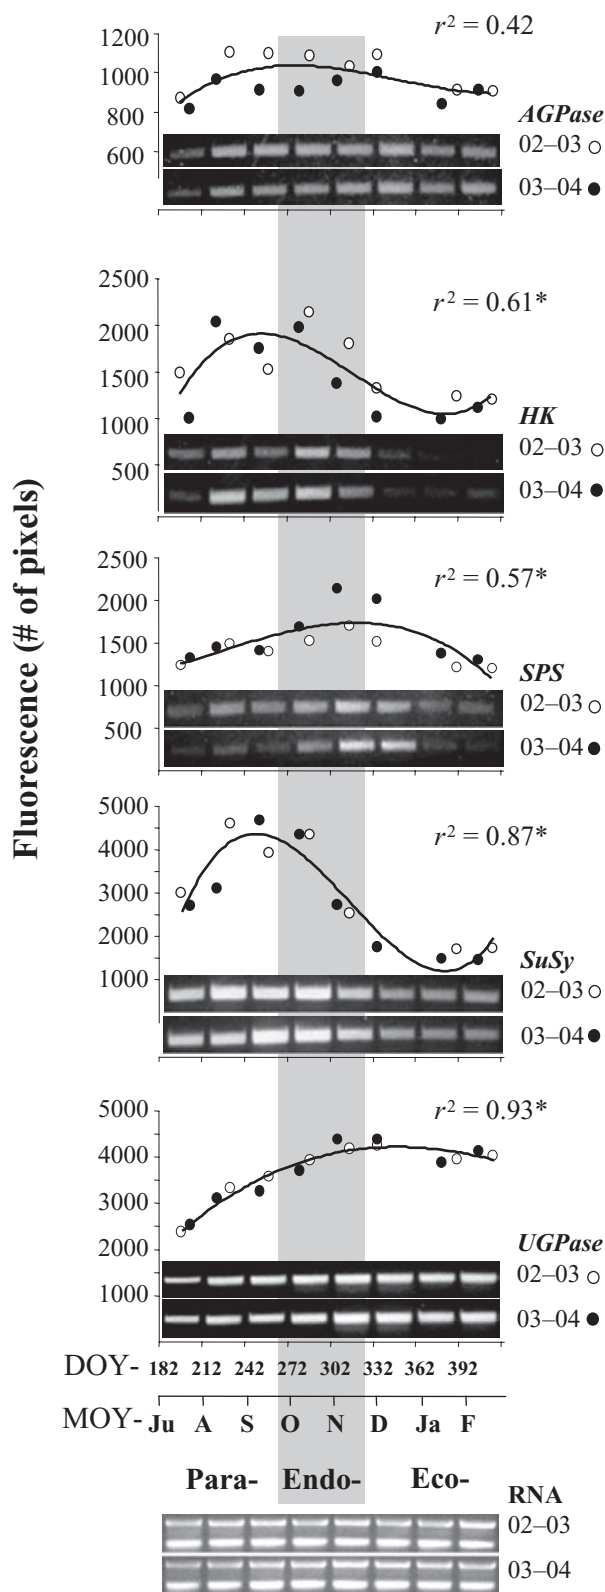 r² = 0.42
1200
1000
800
600
AGPase
02–03
03–04
2500
2000
1500
1000
500
r² = 0.61*
HK
02–03
03–04
Fluorescence (# of pixels)
2500
2000
1500
1000
500
r² = 0.57*
SPS
02–03
03–04
5000
4000
3000
2000
1000
r² = 0.87*
SuSy
02–03
03–04
5000
4000
3000
2000
1000
r² = 0.93*
UGPase
02–03
03–04
DOY- 182 212 242 272 302 332 362 392
MOY- Ju A S O N D Ja F
Para- Endo- Eco-
RNA
02–03
03–04